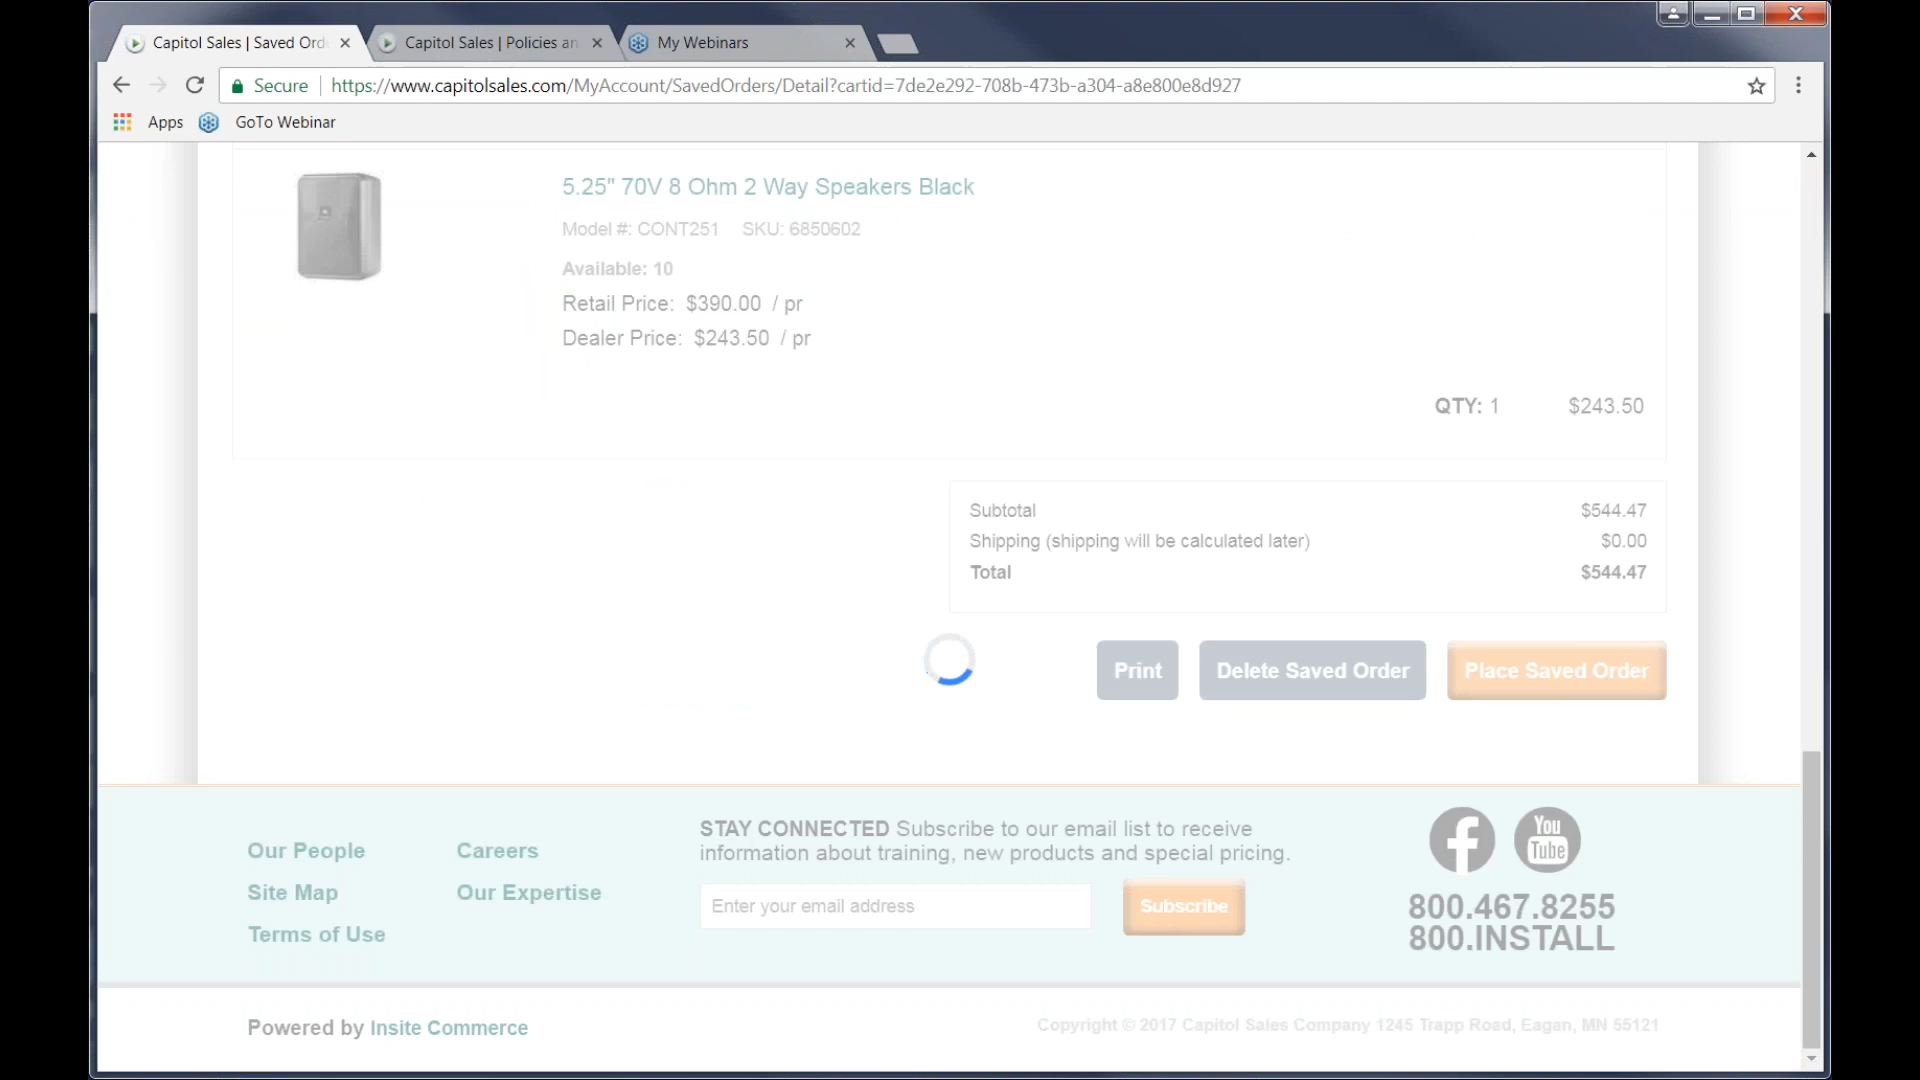 Capitol Sales | Saved Ord
Capitol Sales | Policies an
My Webinars
Secure
https://www.capitolsales.com/MyAccount/SavedOrders/Detail?cartid=7de2e292-708b-473b-a304-a8e800e8d927
Apps
GoTo Webinar
5.25" 70V 8 Ohm 2 Way Speakers Black
Model #: CONT251 SKU: 6850602
Available: 10
Retail Price: $390.00 / pr
Dealer Price: $243.50 / pr
QTY: 1 $243.50
Subtotal $544.47
Shipping (shipping will be calculated later) $0.00
Total $544.47
Print
Delete Saved Order
Place Saved Order
Our People
Careers
Site Map
Our Expertise
Terms of Use
STAY CONNECTED Subscribe to our email list to receive
information about training, new products and special pricing.
Enter your email address
Subscribe
You
Tube
800.467.8255
800.INSTALL
Powered by Insite Commerce
Copyright © 2017 Capitol Sales Company 1245 Trapp Road, Eagan, MN 55121